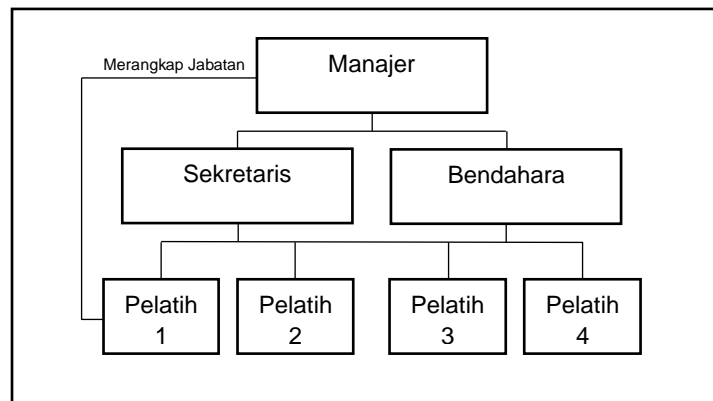 Manajer
Merangkap Jabatan
Sekretaris
Bendahara
Pelatih
1
Pelatih
2
Pelatih
3
Pelatih
4